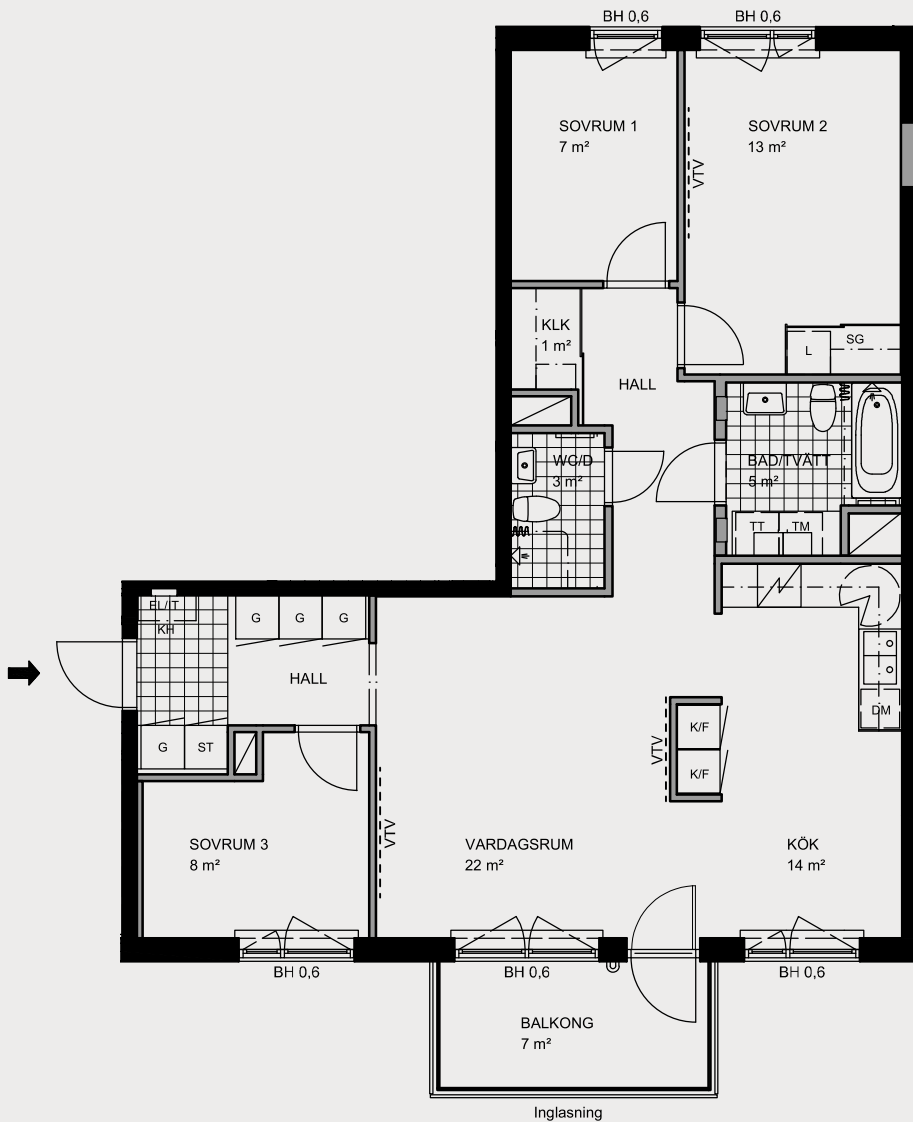 BH 0,6
BH 0,6
SOVRUM 1
7 m²
SOVRUM 2
13 m²
VTV
KLK
1 m²
L
SG
HALL
WC/D
3 m²
BAD/TVÄTT
5 m²
TT
TM
EL/IT
KH
G
G
G
HALL
G
ST
DM
K/F
K/F
VTV
VTV
SOVRUM 3
8 m²
VARDAGSRUM
22 m²
KÖK
14 m²
BH 0,6
BH 0,6
BH 0,6
BALKONG
7 m²
Inglasning